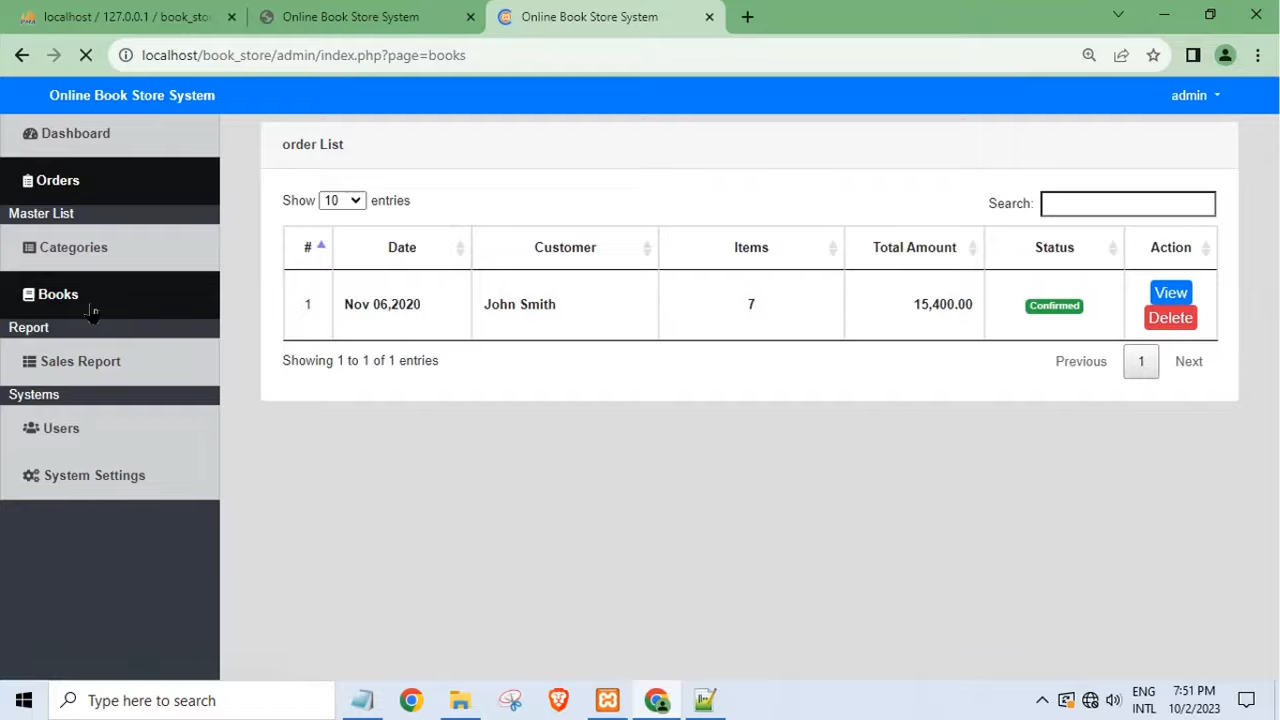 localhost / 127.0.0.1 / book_sto
Online Book Store System
Online Book Store System
localhost/book_store/admin/index.php?page=books
Online Book Store System
admin
Dashboard
Orders
Master List
Categories
Books
Report
Sales Report
Systems
Users
System Settings
order List
Show 10 entries
Search:
# Date Customer Items Total Amount Status Action
1 Nov 06,2020 John Smith 7 15,400.00 Confirmed View
Delete
Showing 1 to 1 of 1 entries
Previous 1 Next
Type here to search
ENG
INTL
7:51 PM
10/2/2023